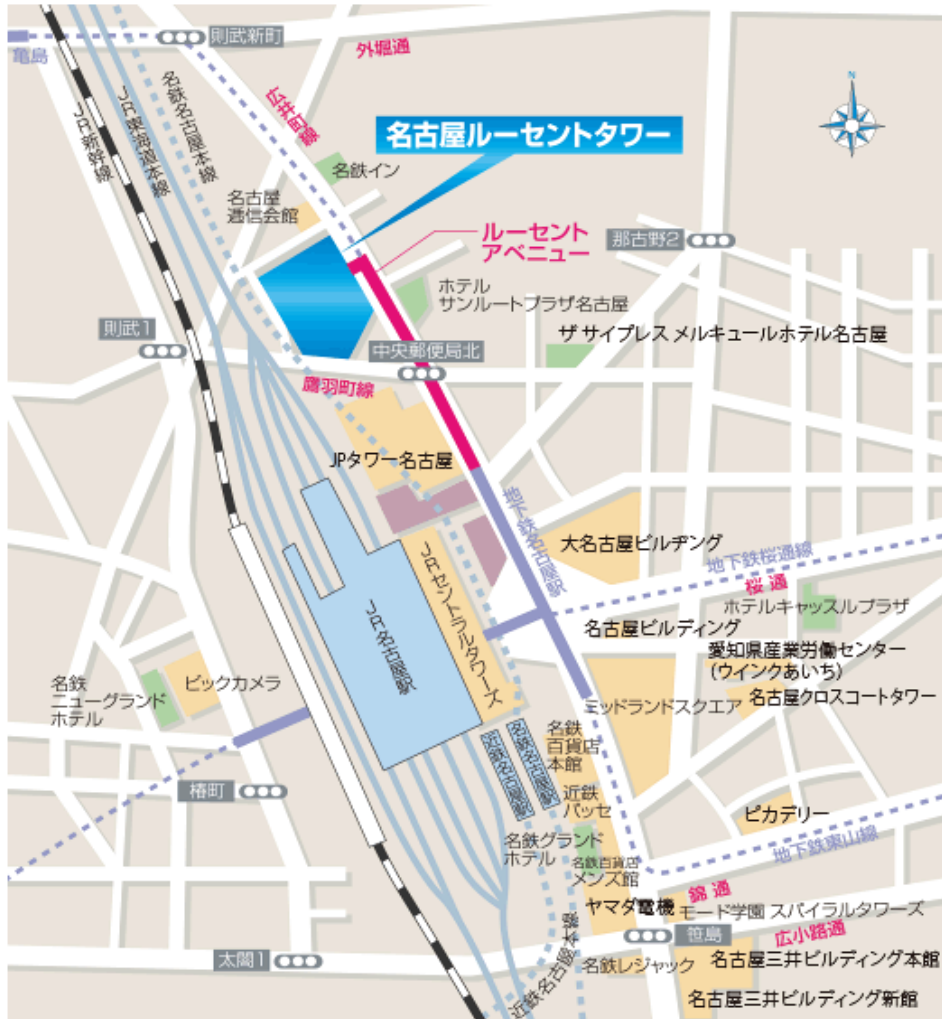 則武新町
外堀通
亀島
名鉄名古屋本線
JR東海道本線
JR新幹線
広井町線
名古屋ルーセントタワー
N
名鉄イン
名古屋
逓信会館
ルーセント
アベニュー
那古野2
ホテル
サンルートプラザ名古屋
則武1
ザ サイプレス メルキュールホテル名古屋
中央郵便局北
鷹羽町線
JPタワー名古屋
地下鉄名古屋駅
大名古屋ビルヂング
地下鉄桜通線
桜通
JRセントラルタワーズ
JR名古屋駅
ホテルキャッスルプラザ
名古屋ビルディング
愛知県産業労働センター
(ウインクあいち)
名鉄
ニューグランド
ホテル
ビックカメラ
ミッドランドスクエア
名古屋クロスコートタワー
名鉄
百貨店
本館
近鉄名古屋駅
名鉄名古屋駅
椿町
近鉄
パッセ
ピカデリー
地下鉄東山線
名鉄グランド
ホテル
名鉄百貨店
メンズ館
錦通
ヤマダ電機
モード学園 スパイラルタワーズ
笹島
広小路通
太閤1
近鉄名古屋本線
名鉄レジャック
名古屋三井ビルディング本館
名古屋三井ビルディング新館